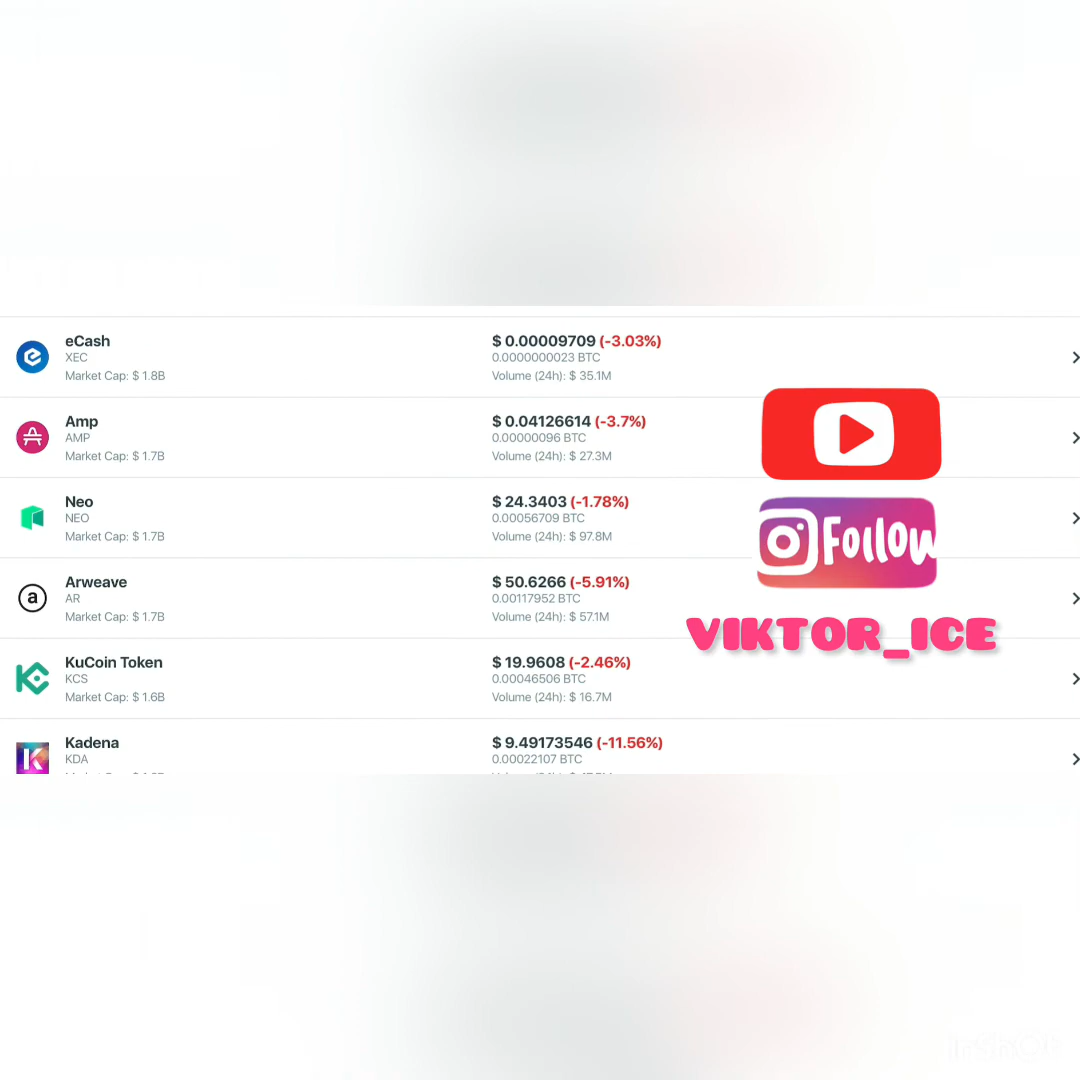 eCash
XEC
Market Cap: $ 1.8B
$ 0.00009709 (-3.03%)
0.0000000023 BTC
Volume (24h): $ 35.1M
Amp
AMP
Market Cap: $ 1.7B
$ 0.04126614 (-3.7%)
0.00000096 BTC
Volume (24h): $ 27.3M
Neo
NEO
Market Cap: $ 1.7B
$ 24.3403 (-1.78%)
0.00056709 BTC
Volume (24h): $ 97.8M
Follow
Arweave
AR
Market Cap: $ 1.7B
$ 50.6266 (-5.91%)
0.00117952 BTC
Volume (24h): $ 57.1M
VIKTOR_ICE
KuCoin Token
KCS
Market Cap: $ 1.6B
$ 19.9608 (-2.46%)
0.00046506 BTC
Volume (24h): $ 16.7M
Kadena
KDA
$ 9.49173546 (-11.56%)
0.00022107 BTC
InShOt